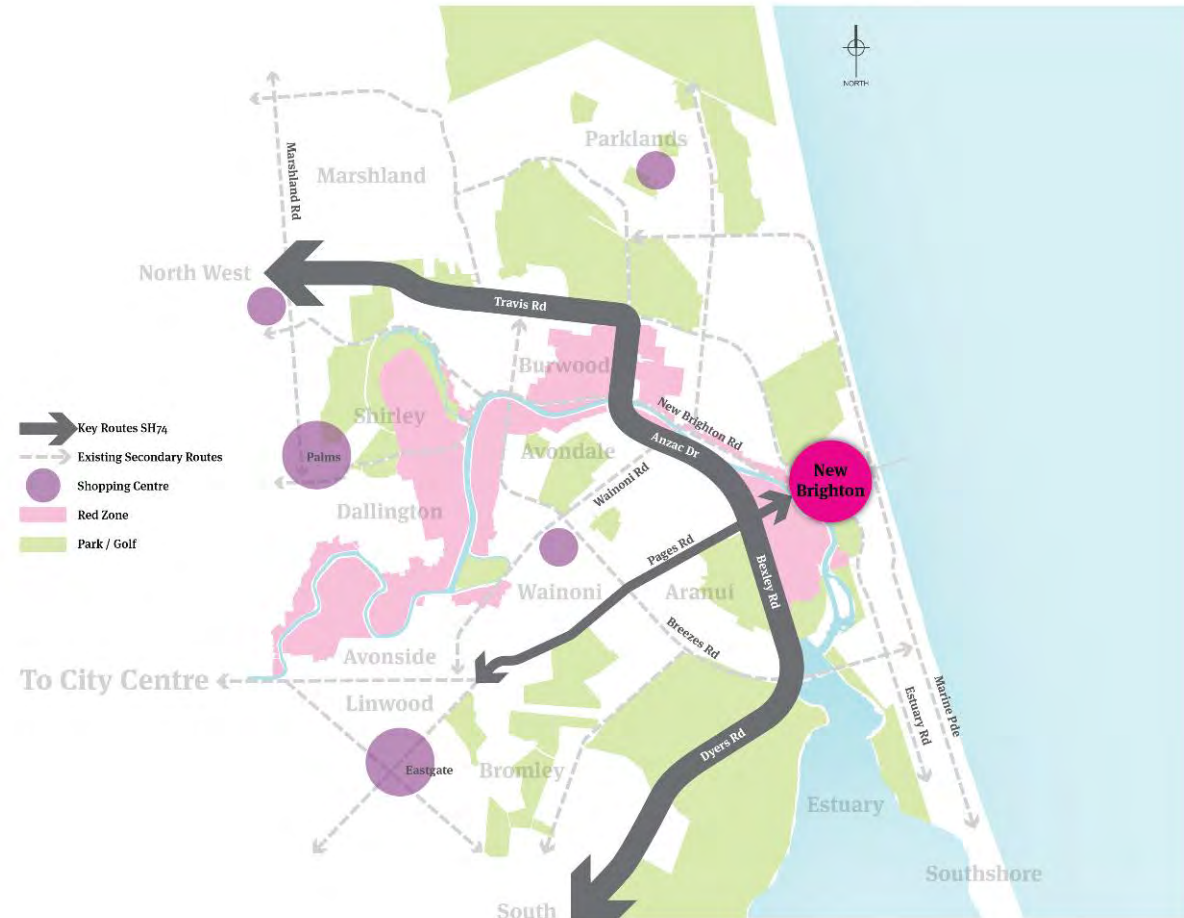 NORTH
Parklands
Marshland Rd
Marshland
North West
Travis Rd
Burwood
Shirley
New Brighton Rd
Key Routes SH74
Existing Secondary Routes
Shopping Centre
Red Zone
Park / Golf
Palms
Avondale
Anzac Dr
Wainoni Rd
New
Brighton
Dallington
Pages Rd
Wainoni
Aranui
Bexley Rd
Breezes Rd
Avonside
To City Centre
Linwood
Estuary Rd
Marine Pde
Dyers Rd
Eastgate
Bromley
Estuary
Southshore
South